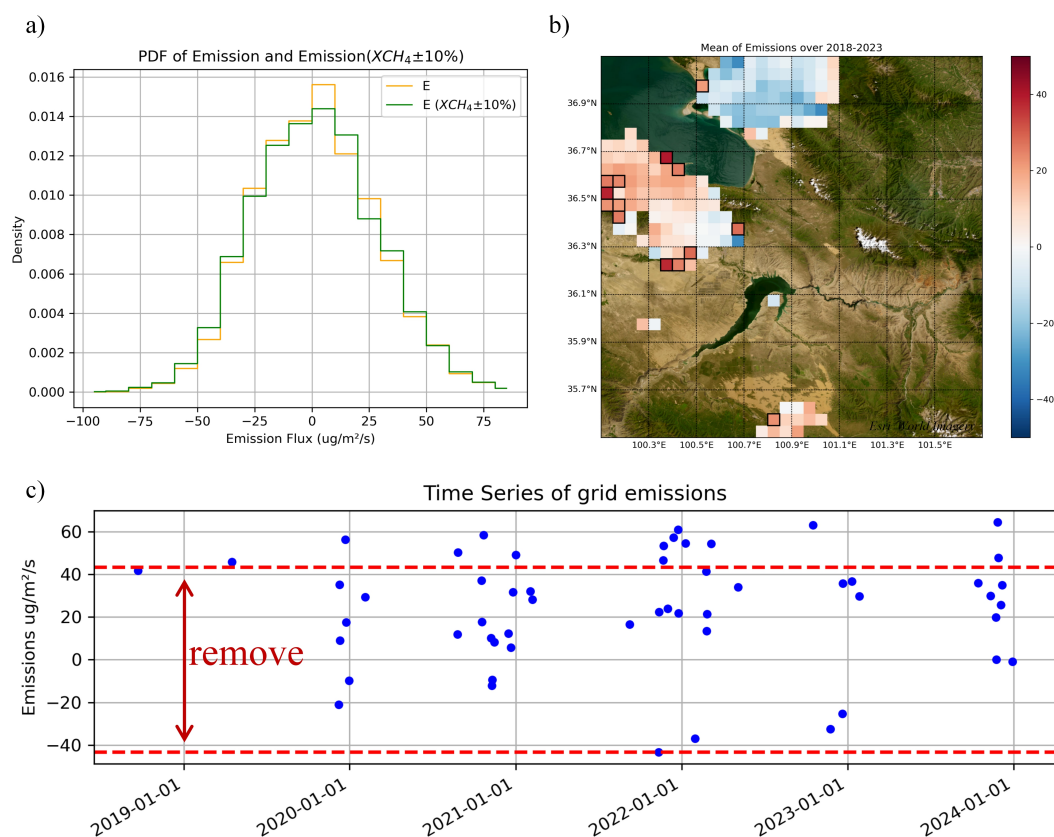 a)
PDF of Emission and Emission(XCH₄±10%)
E
E (XCH₄±10%)
0.016
0.014
0.012
0.010
0.008
0.006
0.004
0.002
0.000
Density
−100 −75 −50 −25 0 25 50 75
Emission Flux (ug/m²/s)
b)
Mean of Emissions over 2018-2023
36.9°N
36.7°N
36.5°N
36.3°N
36.1°N
35.9°N
35.7°N
100.3°E 100.5°E 100.7°E 100.9°E 101.1°E 101.3°E 101.5°E
Esri World Imagery
40
20
0
−20
−40
c)
Time Series of grid emissions
60
40
20
0
−20
−40
Emissions ug/m²/s
remove
2019-01-01 2020-01-01 2021-01-01 2022-01-01 2023-01-01 2024-01-01